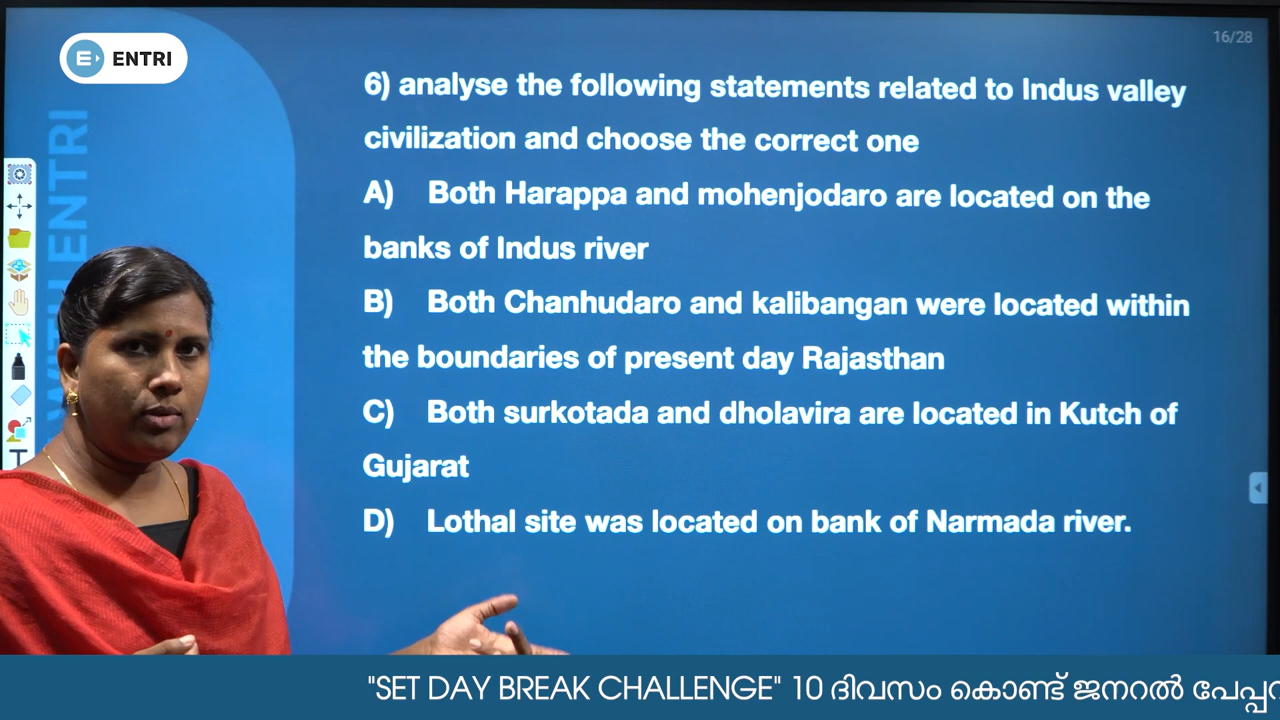 ENTRI
16/28
6) analyse the following statements related to Indus valley
civilization and choose the correct one
A) Both Harappa and mohenjodaro are located on the
banks of Indus river
B) Both Chanhudaro and kalibangan were located within
the boundaries of present day Rajasthan
C) Both surkotada and dholavira are located in Kutch of
Gujarat
D) Lothal site was located on bank of Narmada river.
ENTRI
T
"SET DAY BREAK CHALLENGE" 10 ദിവസം കൊണ്ട് ജനറൽ